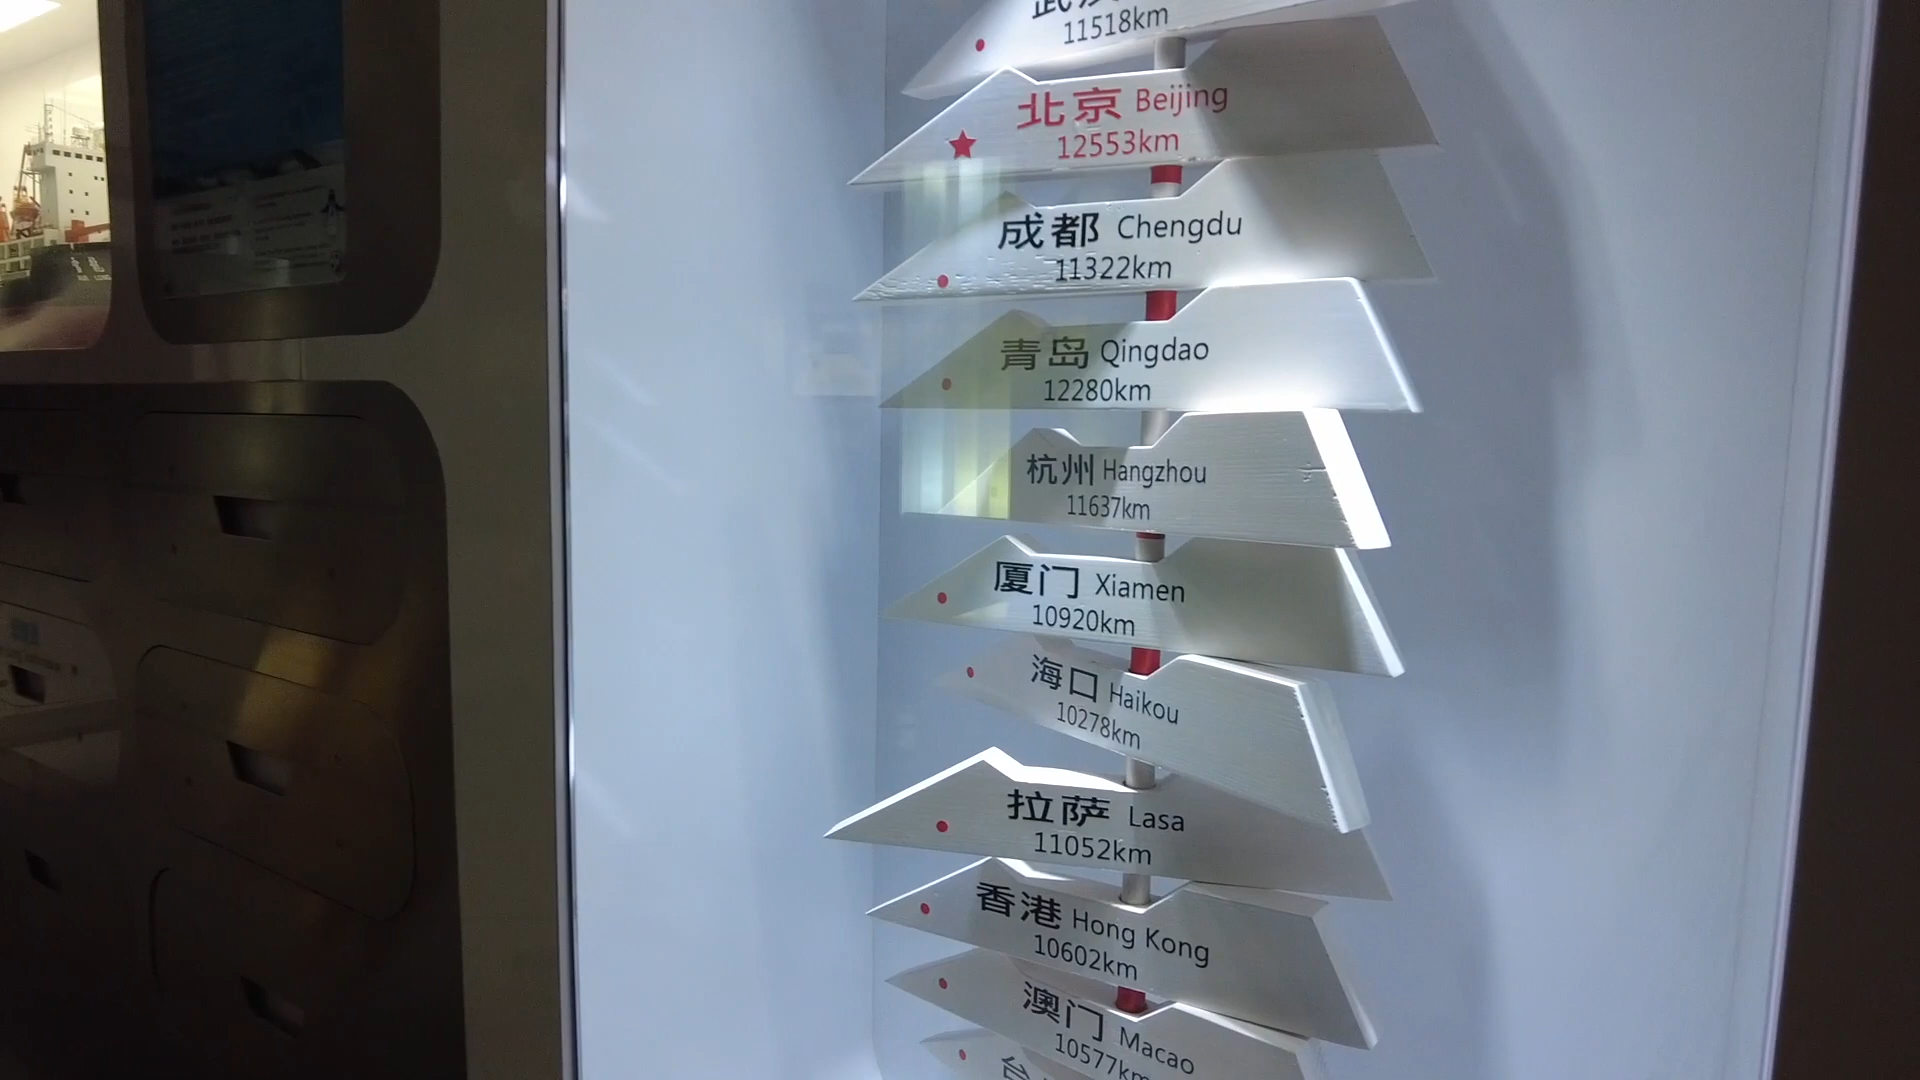 11518km
北京 Beijing
12553km
成都 Chengdu
11322km
青岛 Qingdao
12280km
杭州 Hangzhou
11637km
厦门 Xiamen
10920km
海口 Haikou
10278km
拉萨 Lasa
11052km
香港 Hong Kong
10602km
澳门 Macao
10577km